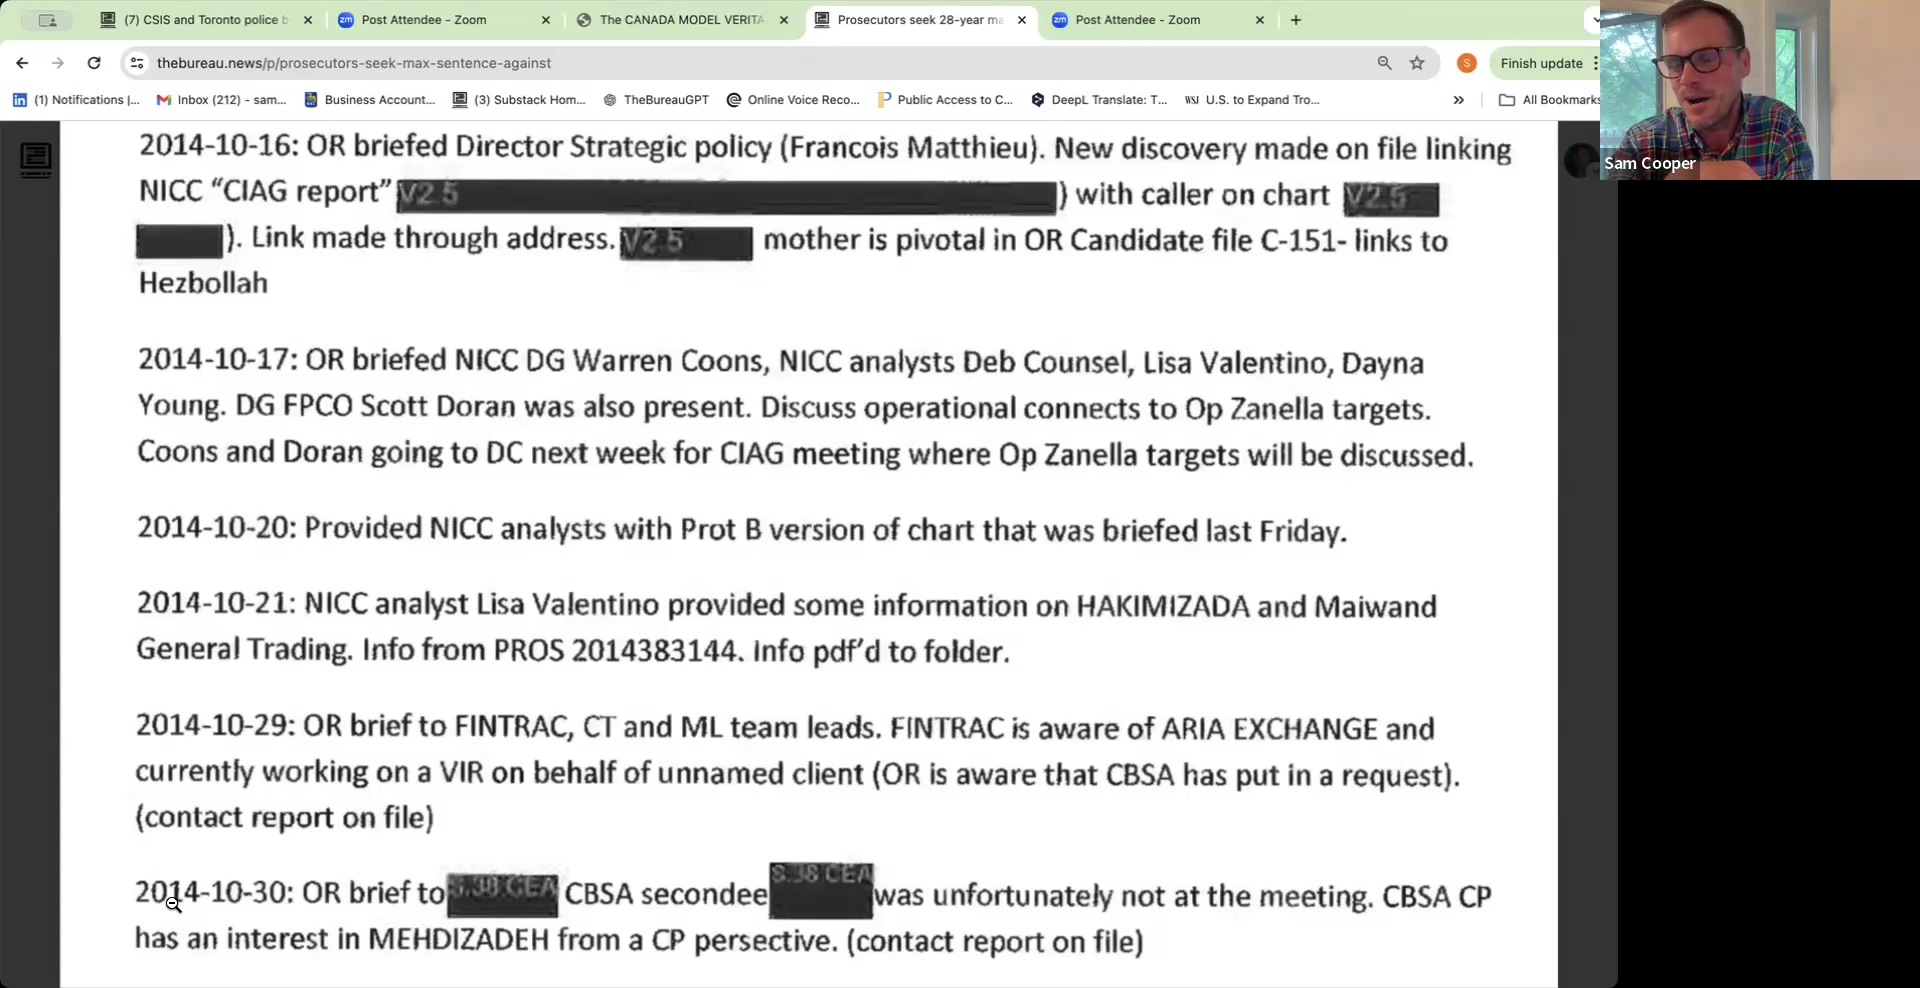 (7) CSIS and Toronto police b
Post Attendee - Zoom
The CANADA MODEL VERITA
Prosecutors seek 28-year ma
Post Attendee - Zoom
thebureau.news/p/prosecutors-seek-max-sentence-against
S
Finish update
(1) Notifications |...
Inbox (212) - sam...
Business Account...
(3) Substack Hom...
TheBureauGPT
Online Voice Reco...
Public Access to C...
DeepL Translate: T...
WSJ U.S. to Expand Tro...
All Bookmarks
Sam Cooper
2014-10-16: OR briefed Director Strategic policy (Francois Matthieu). New discovery made on file linking
NICC “CIAG report” V2.5 ) with caller on chart V2.5
). Link made through address. V2.5 mother is pivotal in OR Candidate file C-151- links to
Hezbollah
2014-10-17: OR briefed NICC DG Warren Coons, NICC analysts Deb Counsel, Lisa Valentino, Dayna
Young. DG FPCO Scott Doran was also present. Discuss operational connects to Op Zanella targets.
Coons and Doran going to DC next week for CIAG meeting where Op Zanella targets will be discussed.
2014-10-20: Provided NICC analysts with Prot B version of chart that was briefed last Friday.
2014-10-21: NICC analyst Lisa Valentino provided some information on HAKIMIZADA and Maiwand
General Trading. Info from PROS 2014383144. Info pdf’d to folder.
2014-10-29: OR brief to FINTRAC, CT and ML team leads. FINTRAC is aware of ARIA EXCHANGE and
currently working on a VIR on behalf of unnamed client (OR is aware that CBSA has put in a request).
(contact report on file)
2014-10-30: OR brief to S.38 CEA CBSA secondee S.38 CEA was unfortunately not at the meeting. CBSA CP
has an interest in MEHDIZADEH from a CP persective. (contact report on file)